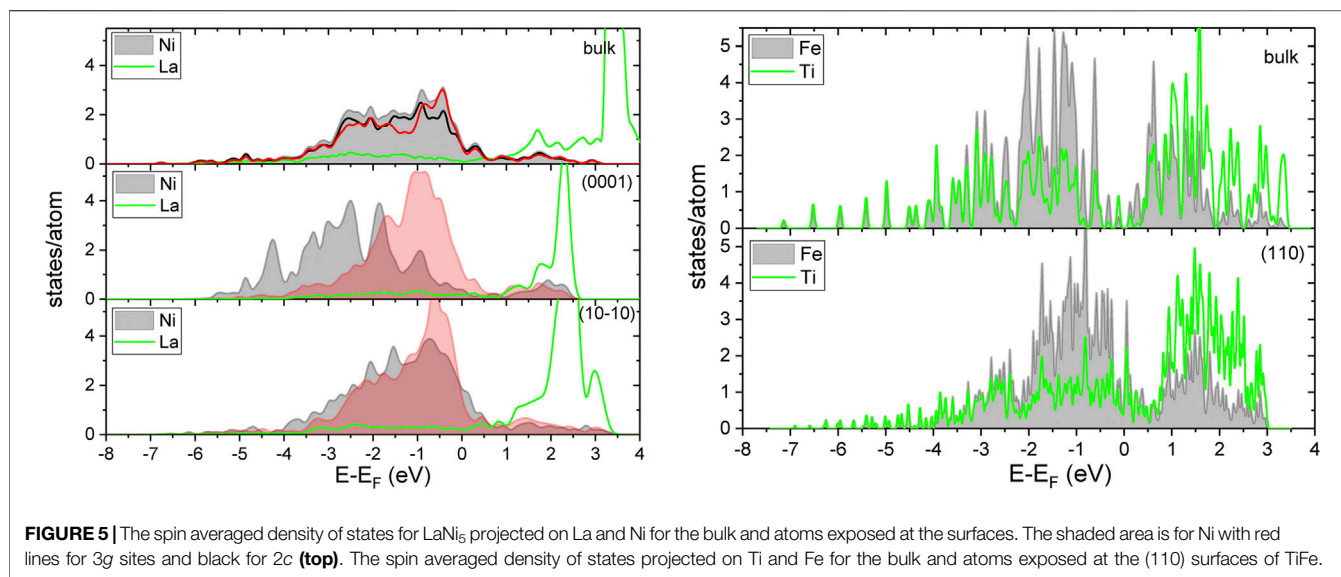 Ni
La
bulk
4
2
0
Ni
La
(0001)
4
2
0
Ni
La
(10-10)
4
2
0
-8 -7 -6 -5 -4 -3 -2 -1 0 1 2 3 4
E-E_F (eV)
states/atom
Fe
Ti
bulk
5
4
3
2
1
0
Fe
Ti
(110)
5
4
3
2
1
0
-8 -7 -6 -5 -4 -3 -2 -1 0 1 2 3 4
E-E_F (eV)
states/atom
FIGURE 5 | The spin averaged density of states for LaNi5 projected on La and Ni for the bulk and atoms exposed at the surfaces. The shaded area is for Ni with red
lines for 3g sites and black for 2c (top). The spin averaged density of states projected on Ti and Fe for the bulk and atoms exposed at the (110) surfaces of TiFe.